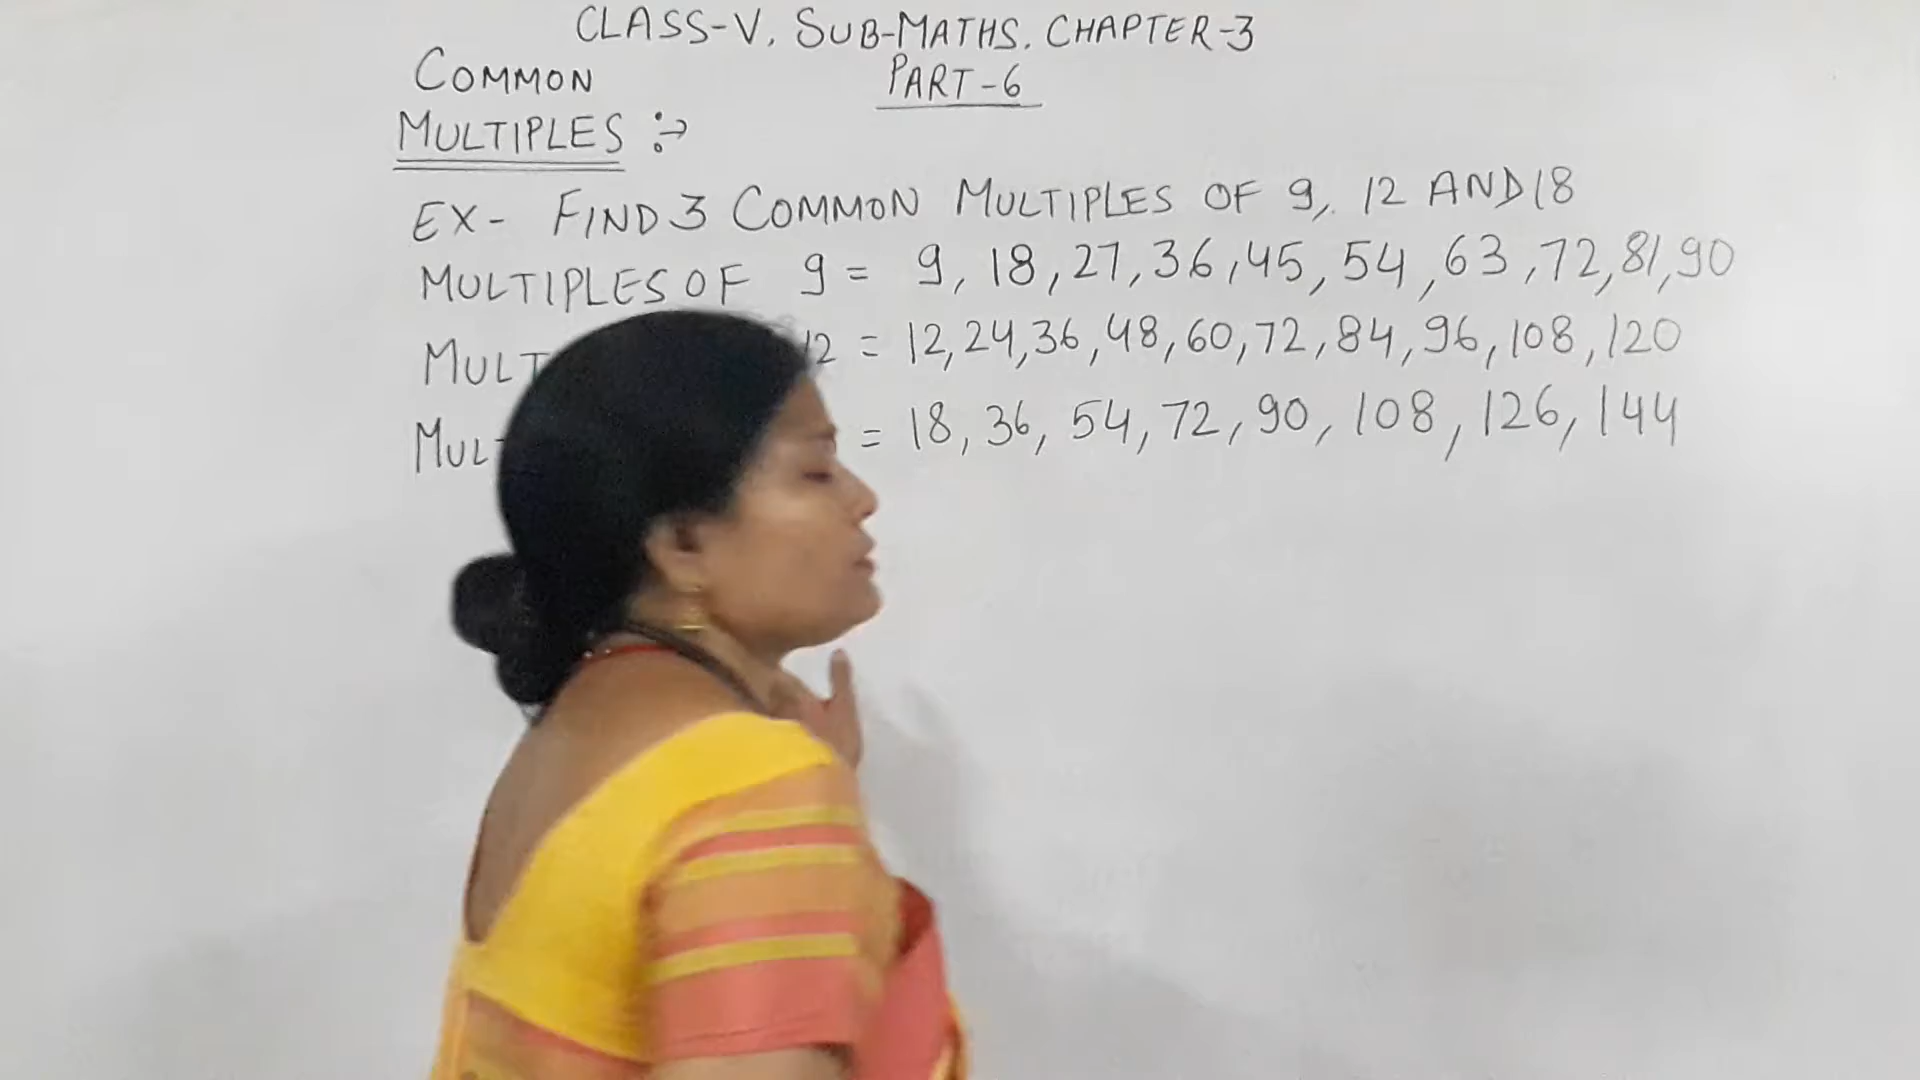 CLASS-V. SUB-MATHS. CHAPTER-3
PART-6
COMMON
MULTIPLES :→
EX- FIND 3 COMMON MULTIPLES OF 9, 12 AND 18
MULTIPLES OF 9 = 9, 18, 27, 36, 45, 54, 63, 72, 81, 90
12 = 12, 24, 36, 48, 60, 72, 84, 96, 108, 120
= 18, 36, 54, 72, 90, 108, 126, 144